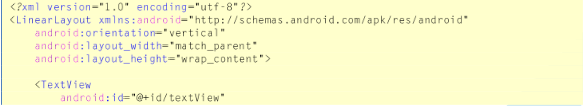 <?xml version="1.0" encoding="utf-8"?>
<LinearLayout xmlns:android="http://schemas.android.com/apk/res/android"
android:orientation="vertical"
android:layout_width="match_parent"
android:layout_height="wrap_content">
<TextView
android:id="@+id/textView"